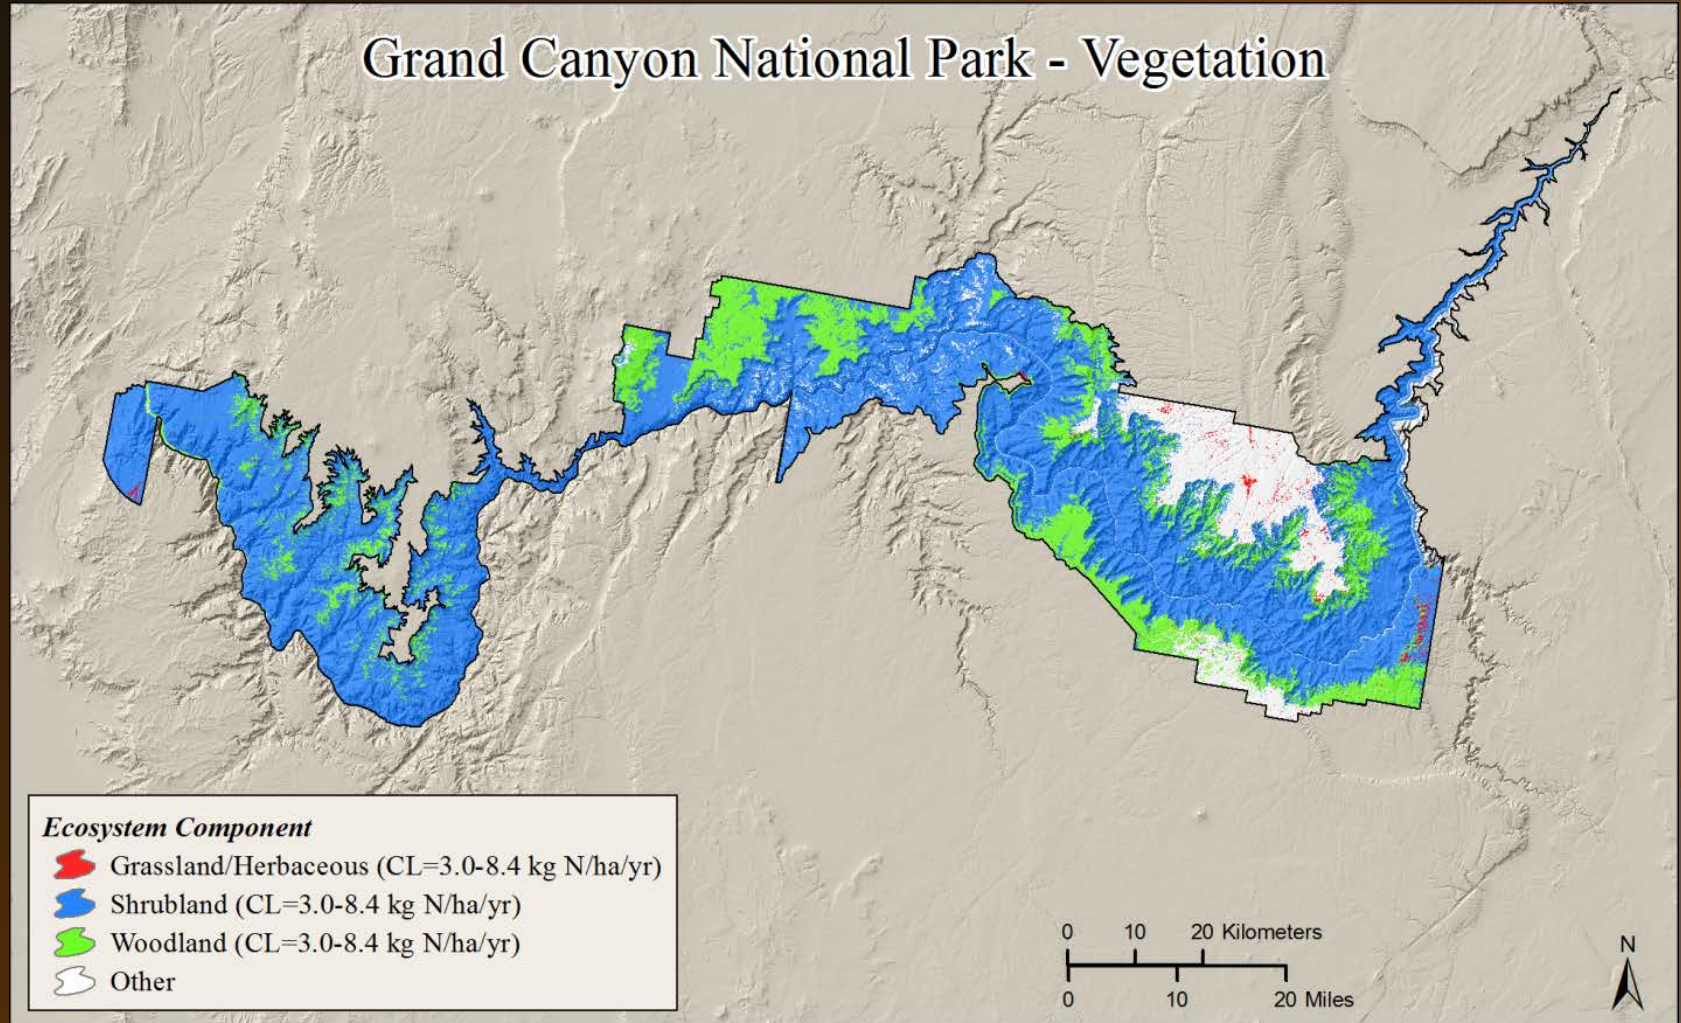 Grand Canyon National Park - Vegetation
Ecosystem Component
Grassland/Herbaceous (CL=3.0-8.4 kg N/ha/yr)
Shrubland (CL=3.0-8.4 kg N/ha/yr)
Woodland (CL=3.0-8.4 kg N/ha/yr)
Other
0 10 20 Kilometers
0 10 20 Miles
N